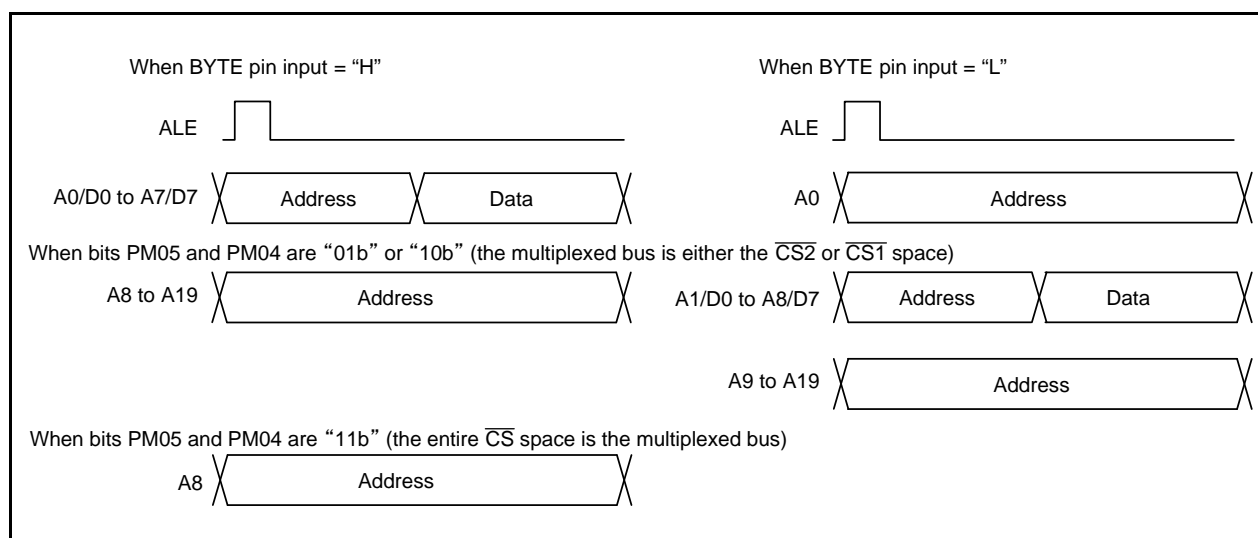 When BYTE pin input = “H”
ALE
A0/D0 to A7/D7
Address
Data
When BYTE pin input = “L”
ALE
A0
Address
When bits PM05 and PM04 are “01b” or “10b” (the multiplexed bus is either the C̅S̅2̅ or C̅S̅1̅ space)
A8 to A19
Address
A1/D0 to A8/D7
Address
Data
A9 to A19
Address
When bits PM05 and PM04 are “11b” (the entire C̅S̅ space is the multiplexed bus)
A8
Address